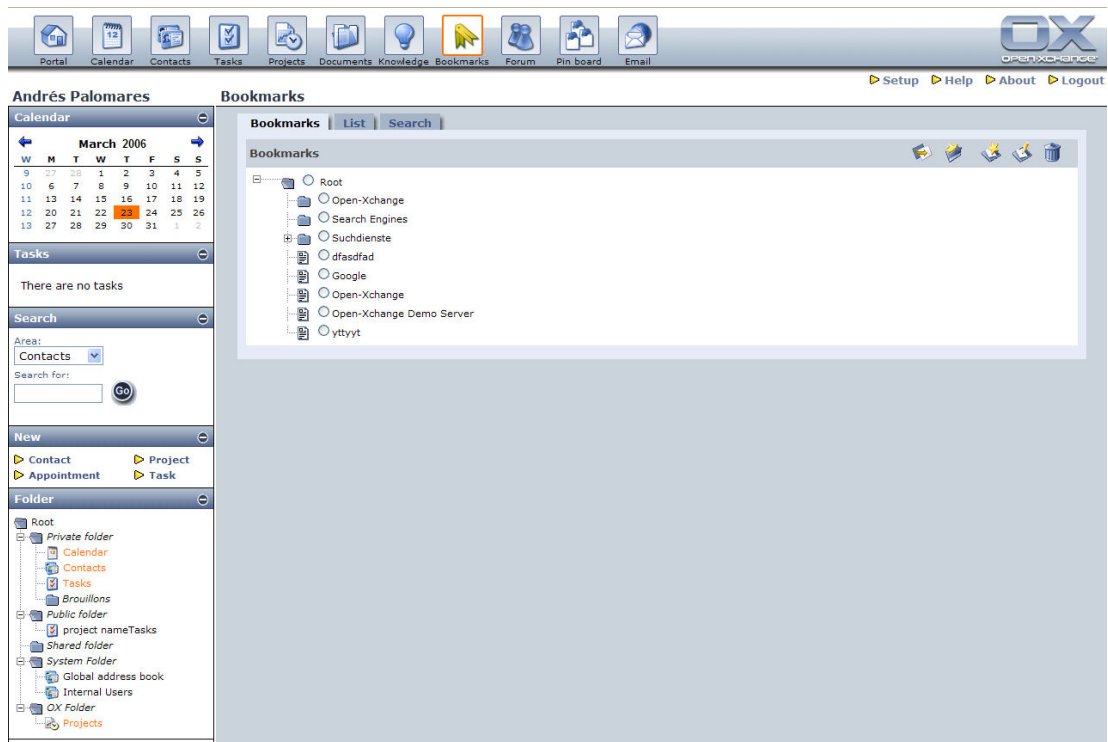 12
Portal Calendar Contacts Tasks Projects Documents Knowledge Bookmarks Forum Pin board Email
OX
OPEN-XCHANGE
Setup Help About Logout
Andrés Palomares
Bookmarks
Calendar
March 2006
W M T W T F S S
9 27 28 1 2 3 4 5
10 6 7 8 9 10 11 12
11 13 14 15 16 17 18 19
12 20 21 22 23 24 25 26
13 27 28 29 30 31 1 2
Tasks
There are no tasks
Search
Area:
Contacts
Search for:
Go
New
Contact Project
Appointment Task
Folder
Root
Private folder
Calendar
Contacts
Tasks
Brouillons
Public folder
project nameTasks
Shared folder
System Folder
Global address book
Internal Users
OX Folder
Projects
Bookmarks List Search
Bookmarks
Root
Open-Xchange
Search Engines
Suchdienste
dfasdfad
Google
Open-Xchange
Open-Xchange Demo Server
yttyyt